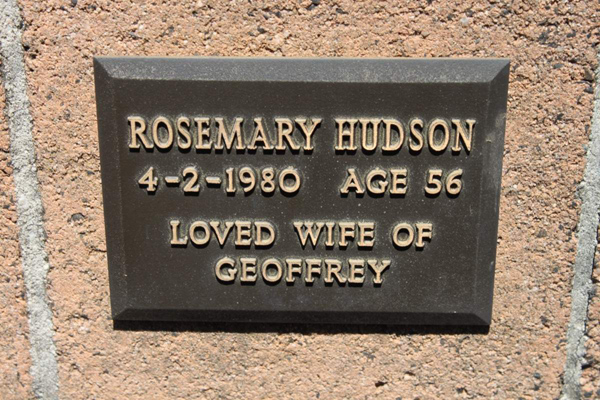 ROSEMARY HUDSON
4-2-1980 AGE 56
LOVED WIFE OF
GEOFFREY